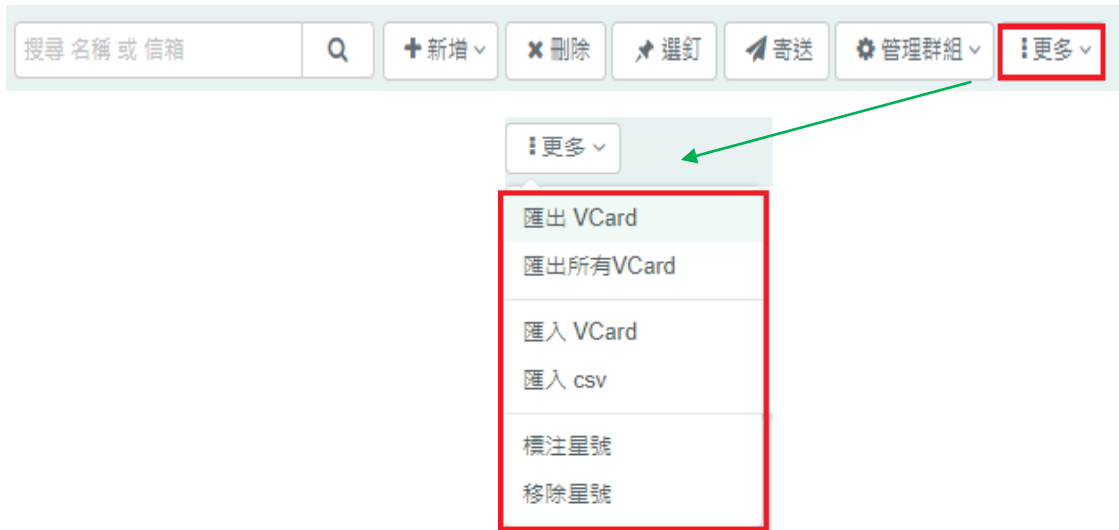 搜尋 名稱 或 信箱 新增 刪除 選釘 寄送 管理群組 更多
更多
匯出 VCard
匯出所有VCard
匯入 VCard
匯入 csv
標注星號
移除星號